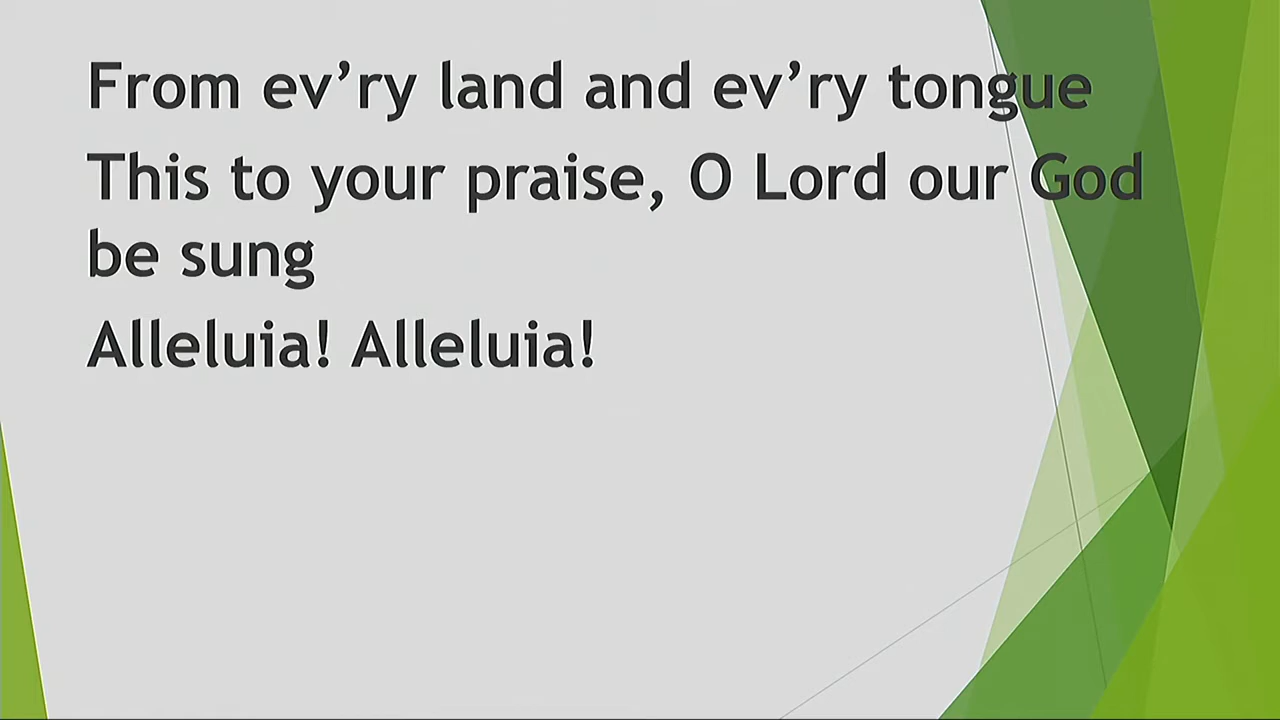 From ev’ry land and ev’ry tongue
This to your praise, O Lord our God
be sung
Alleluia! Alleluia!